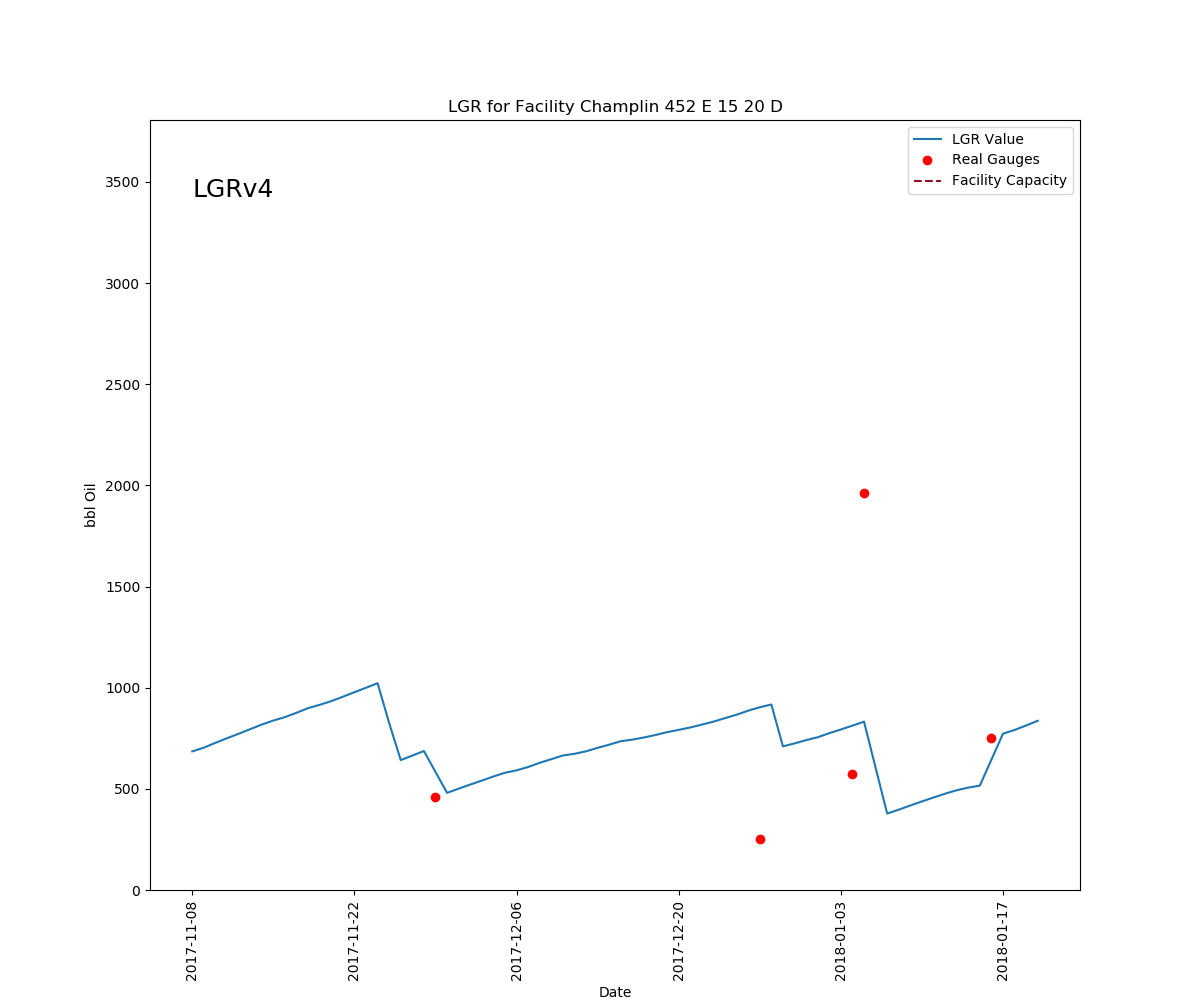 LGR for Facility Champlin 452 E 15 20 D
LGR Value
Real Gauges
Facility Capacity
LGRv4
3500
3000
2500
2000
1500
1000
500
0
bbl Oil
2017-11-08
2017-11-22
2017-12-06
2017-12-20
2018-01-03
2018-01-17
Date